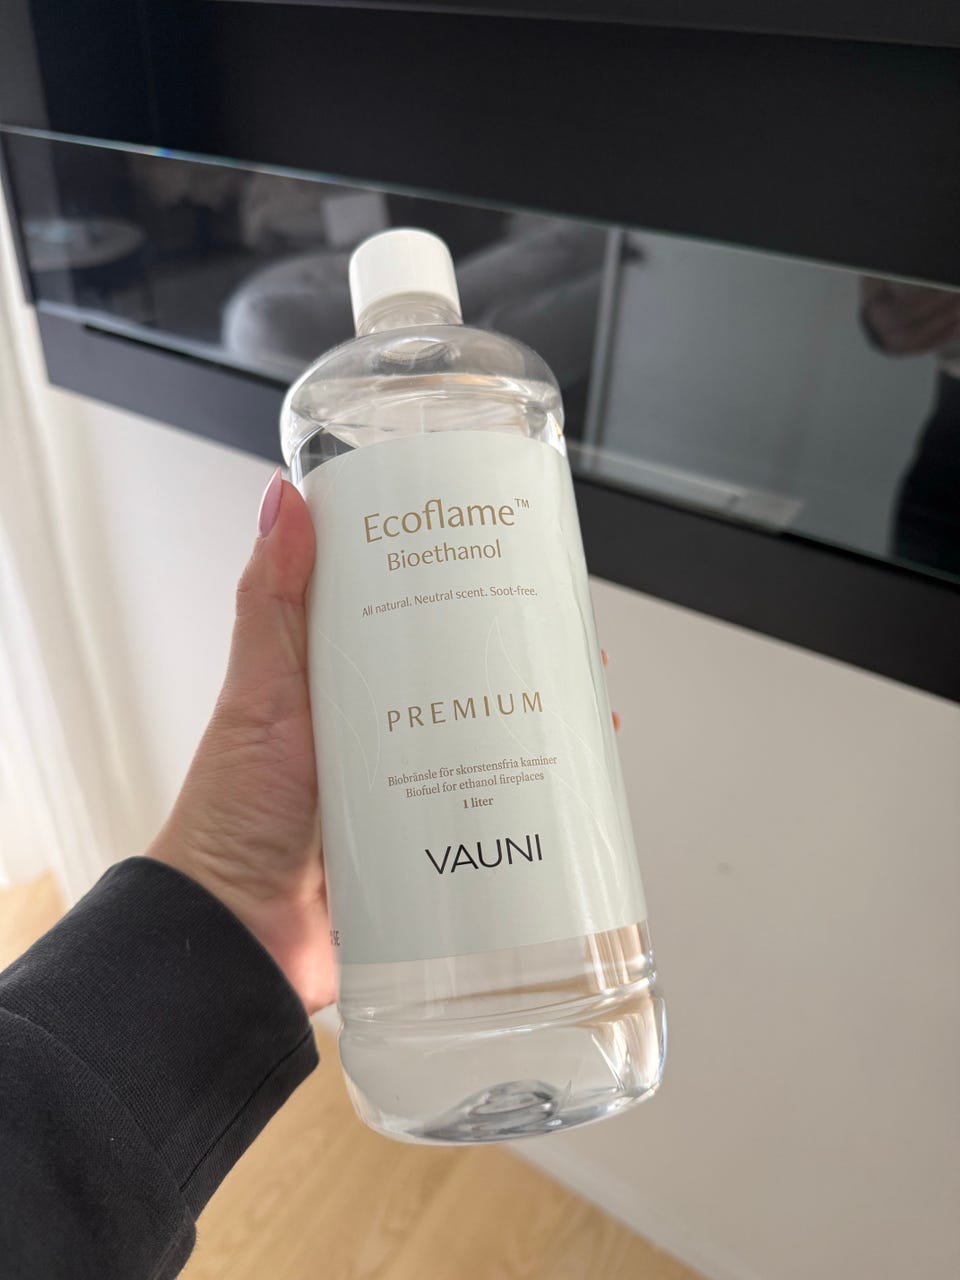 Ecoflame™
Bioethanol
All natural. Neutral scent. Soot-free.
PREMIUM
Biobränsle för skorstensfria kaminer
Biofuel for ethanol fireplaces
1 liter
VAUNI